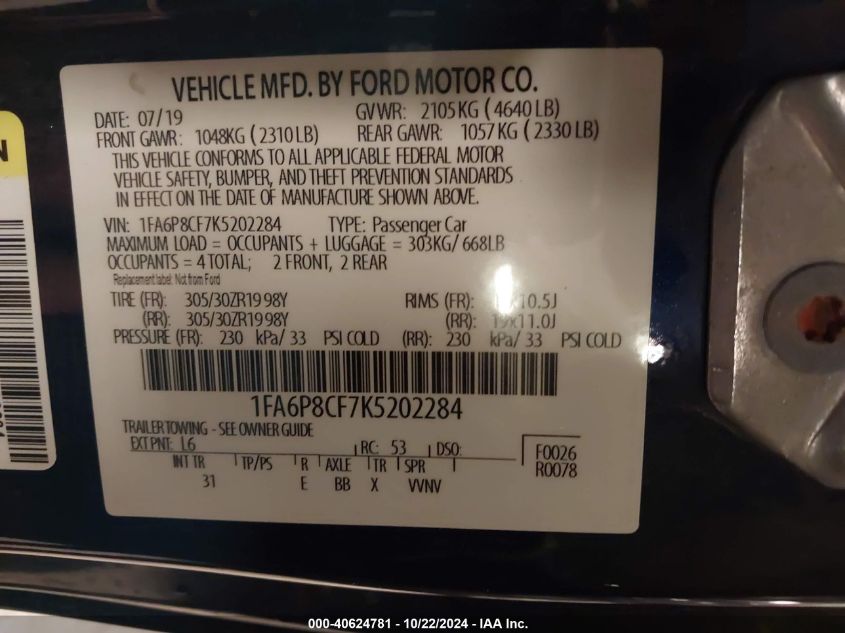 VEHICLE MFD. BY FORD MOTOR CO.
DATE: 07/19 GVWR: 2105KG ( 4640 LB)
FRONT GAWR: 1048KG ( 2310 LB) REAR GAWR: 1057 KG ( 2330 LB)
THIS VEHICLE CONFORMS TO ALL APPLICABLE FEDERAL MOTOR
VEHICLE SAFETY, BUMPER, AND THEFT PREVENTION STANDARDS
IN EFFECT ON THE DATE OF MANUFACTURE SHOWN ABOVE.
VIN: 1FA6P8CF7K5202284 TYPE: Passenger Car
MAXIMUM LOAD = OCCUPANTS + LUGGAGE = 303KG/ 668LB
OCCUPANTS = 4 TOTAL; 2 FRONT, 2 REAR
Replacement label: Not from Ford
TIRE (FR): 305/30ZR19 98Y RIMS (FR): 10.5J
(RR): 305/30ZR19 98Y (RR): 19x11.0J
PRESSURE (FR): 230 kPa/ 33 PSI COLD (RR): 230 kPa/ 33 PSI COLD
1FA6P8CF7K5202284
TRAILER TOWING - SEE OWNER GUIDE
EXT PNT: L6 RC: 53 DSO: F0026
INT TR TP/PS R AXLE TR SPR R0078
31 E BB X VVNV
000-40624781 - 10/22/2024 - IAA Inc.